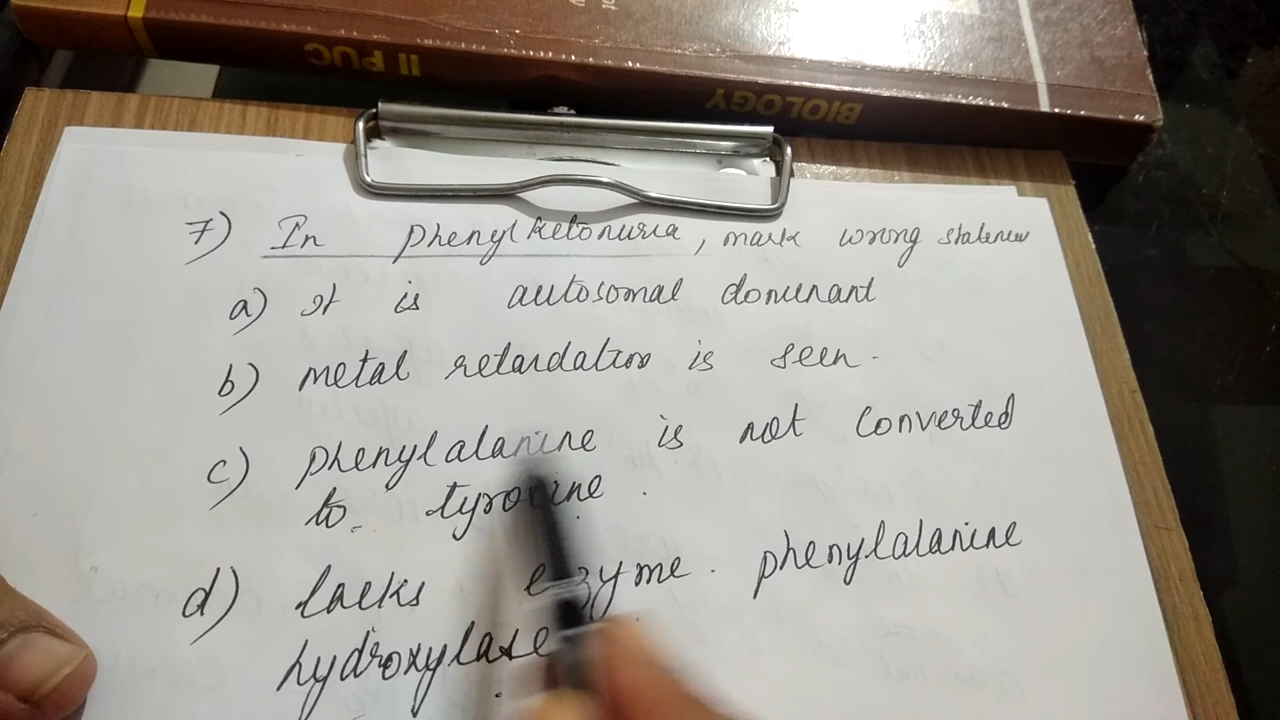 II PUC
BIOLOGY
7) In Phenylketonuria, mark wrong
a) It is autosomal dominant
b) metal retardation is seen.
c) Phenylalanine is not converted
to tyrosine.
d) lacks enzyme phenylalanine
hydroxylase